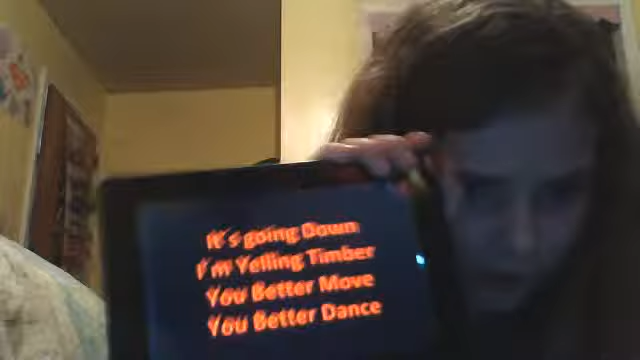 It's going Down
I'm Yelling Timber
You Better Move
You Better Dance